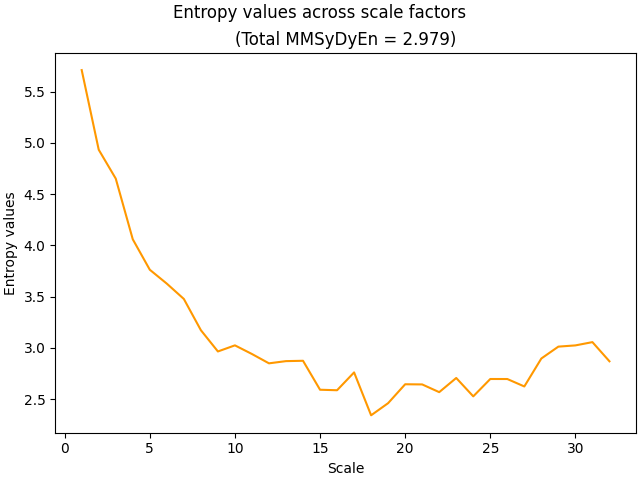 Entropy values across scale factors
(Total MMSyDyEn = 2.979)
Entropy values
5.5
5.0
4.5
4.0
3.5
3.0
2.5
0 5 10 15 20 25 30
Scale